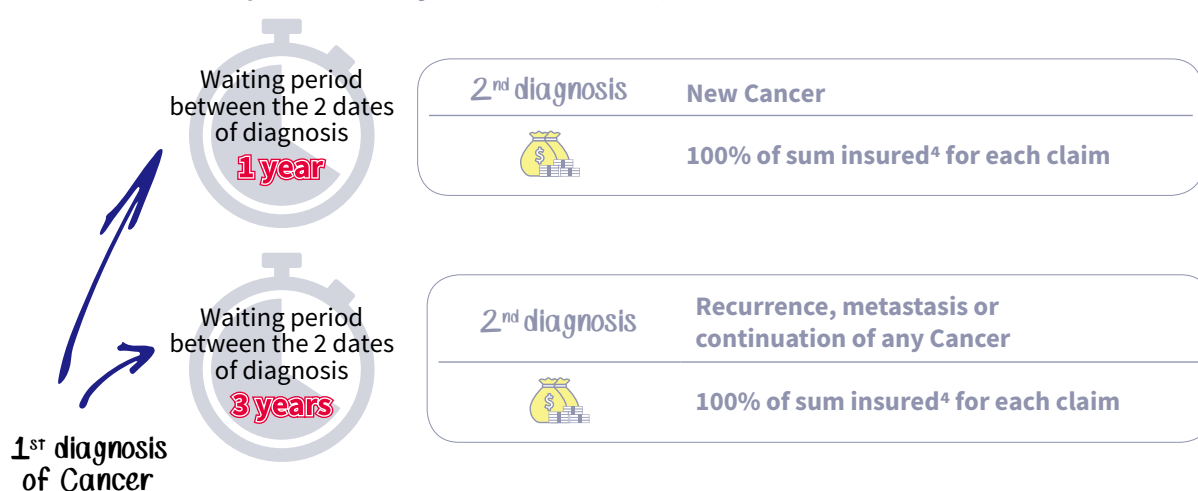 Waiting period
between the 2 dates
of diagnosis
1 year
2nd diagnosis
New Cancer
$
100% of sum insured4 for each claim
Waiting period
between the 2 dates
of diagnosis
3 years
2nd diagnosis
Recurrence, metastasis or
continuation of any Cancer
$
100% of sum insured4 for each claim
1ST diagnosis
of Cancer